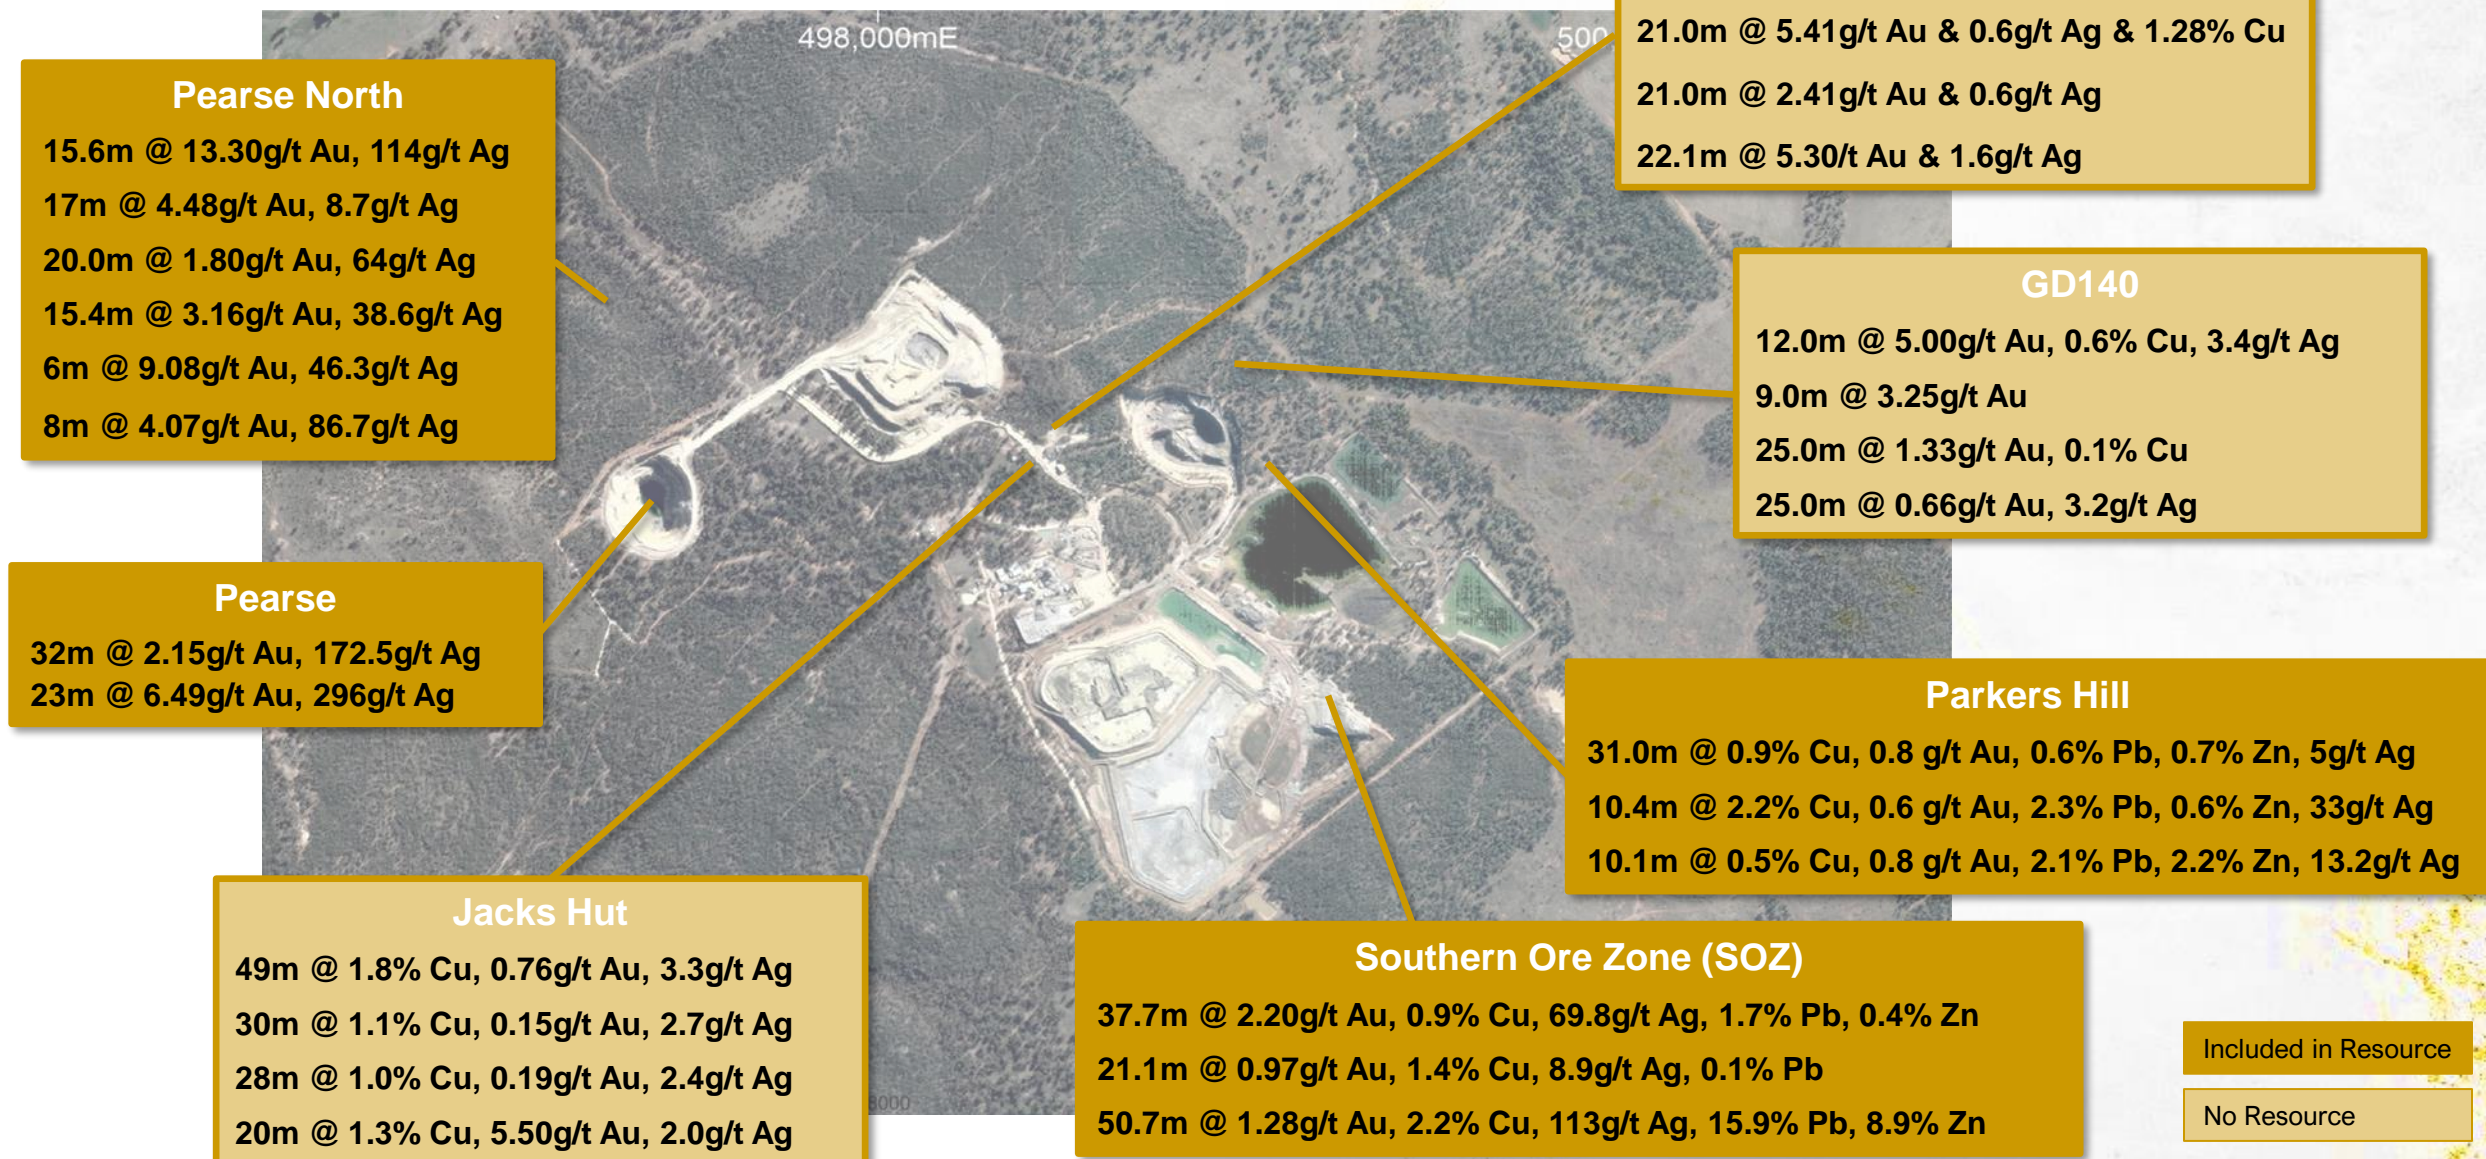 498,000mE
500
21.0m @ 5.41g/t Au & 0.6g/t Ag & 1.28% Cu
21.0m @ 2.41g/t Au & 0.6g/t Ag
22.1m @ 5.30/t Au & 1.6g/t Ag
Pearse North
15.6m @ 13.30g/t Au, 114g/t Ag
17m @ 4.48g/t Au, 8.7g/t Ag
20.0m @ 1.80g/t Au, 64g/t Ag
15.4m @ 3.16g/t Au, 38.6g/t Ag
6m @ 9.08g/t Au, 46.3g/t Ag
8m @ 4.07g/t Au, 86.7g/t Ag
GD140
12.0m @ 5.00g/t Au, 0.6% Cu, 3.4g/t Ag
9.0m @ 3.25g/t Au
25.0m @ 1.33g/t Au, 0.1% Cu
25.0m @ 0.66g/t Au, 3.2g/t Ag
Pearse
32m @ 2.15g/t Au, 172.5g/t Ag
23m @ 6.49g/t Au, 296g/t Ag
Parkers Hill
31.0m @ 0.9% Cu, 0.8 g/t Au, 0.6% Pb, 0.7% Zn, 5g/t Ag
10.4m @ 2.2% Cu, 0.6 g/t Au, 2.3% Pb, 0.6% Zn, 33g/t Ag
10.1m @ 0.5% Cu, 0.8 g/t Au, 2.1% Pb, 2.2% Zn, 13.2g/t Ag
Jacks Hut
49m @ 1.8% Cu, 0.76g/t Au, 3.3g/t Ag
30m @ 1.1% Cu, 0.15g/t Au, 2.7g/t Ag
28m @ 1.0% Cu, 0.19g/t Au, 2.4g/t Ag
20m @ 1.3% Cu, 5.50g/t Au, 2.0g/t Ag
Southern Ore Zone (SOZ)
37.7m @ 2.20g/t Au, 0.9% Cu, 69.8g/t Ag, 1.7% Pb, 0.4% Zn
21.1m @ 0.97g/t Au, 1.4% Cu, 8.9g/t Ag, 0.1% Pb
50.7m @ 1.28g/t Au, 2.2% Cu, 113g/t Ag, 15.9% Pb, 8.9% Zn
Included in Resource
No Resource